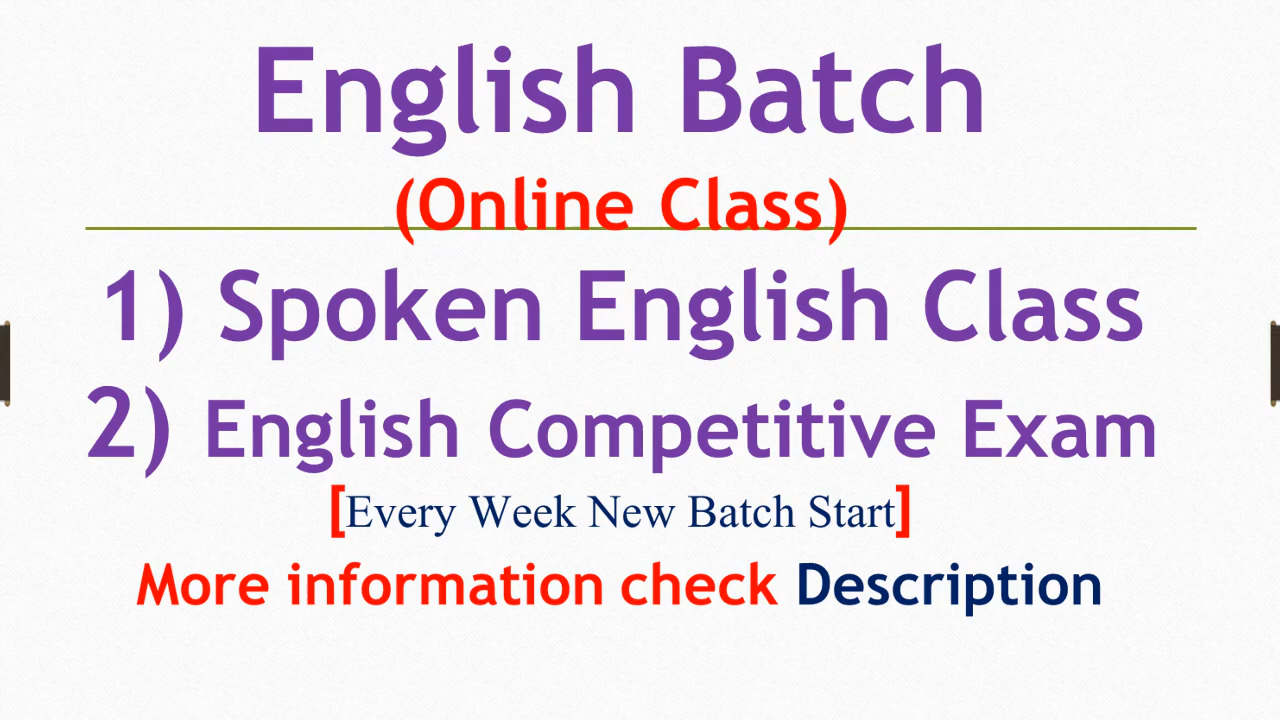 English Batch
(Online Class)
1) Spoken English Class
2) English Competitive Exam
[Every Week New Batch Start]
More information check Description